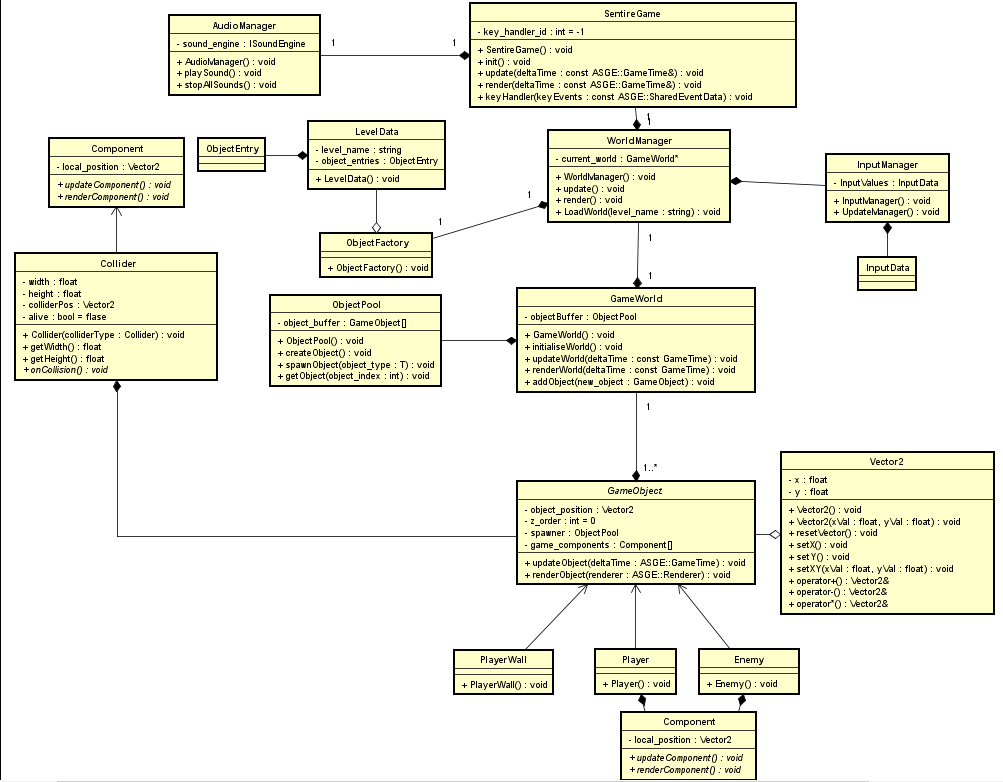 SentireGame
- key_handler_id : int = -1
+ SentireGame() : void
+ init() : void
+ update(deltaTime : const ASGE::GameTime&) : void
+ render(deltaTime : const ASGE::GameTime&) : void
+ keyHandler(keyEvents : const ASGE::SharedEventData) : void
AudioManager
- sound_engine : ISoundEngine
+ AudioManager() : void
+ playSound() : void
+ stopAllSounds() : void
1
1
1
WorldManager
- current_world : GameWorld*
+ WorldManager() : void
+ update() : void
+ render() : void
+ LoadWorld(level_name : string) : void
LevelData
- level_name : string
- object_entries : ObjectEntry
+ LevelData() : void
ObjectEntry
Component
- local_position : Vector2
+ updateComponent() : void
+ renderComponent() : void
InputManager
- InputValues : InputData
+ InputManager() : void
+ UpdateManager() : void
InputData
1
1
ObjectFactory
+ ObjectFactory() : void
1
1
Collider
- width : float
- height : float
- colliderPos : Vector2
- alive : bool = flase
+ Collider(colliderType : Collider) : void
+ getWidth() : float
+ getHeight() : float
+ onCollision() : void
ObjectPool
- object_buffer : GameObject[]
+ ObjectPool() : void
+ createObject() : void
+ spawnObject(object_type : T) : void
+ getObject(object_index : int) : void
GameWorld
- objectBuffer : ObjectPool
+ GameWorld() : void
+ initialiseWorld() : void
+ updateWorld(deltaTime : const GameTime) : void
+ renderWorld(deltaTime : const GameTime) : void
+ addObject(new_object : GameObject) : void
1
1..*
GameObject
- object_position : Vector2
- z_order : int = 0
- spawner : ObjectPool
- game_components : Component[]
+ updateObject(deltaTime : ASGE::GameTime) : void
+ renderObject(renderer : ASGE::Renderer) : void
Vector2
- x : float
- y : float
+ Vector2() : void
+ Vector2(xVal : float, yVal : float) : void
+ resetVector() : void
+ setX() : void
+ setY() : void
+ setXY(xVal : float, yVal : float) : void
+ operator+() : Vector2&
+ operator-() : Vector2&
+ operator*() : Vector2&
PlayerWall
+ PlayerWall() : void
Player
+ Player() : void
Enemy
+ Enemy() : void
Component
- local_position : Vector2
+ updateComponent() : void
+ renderComponent() : void